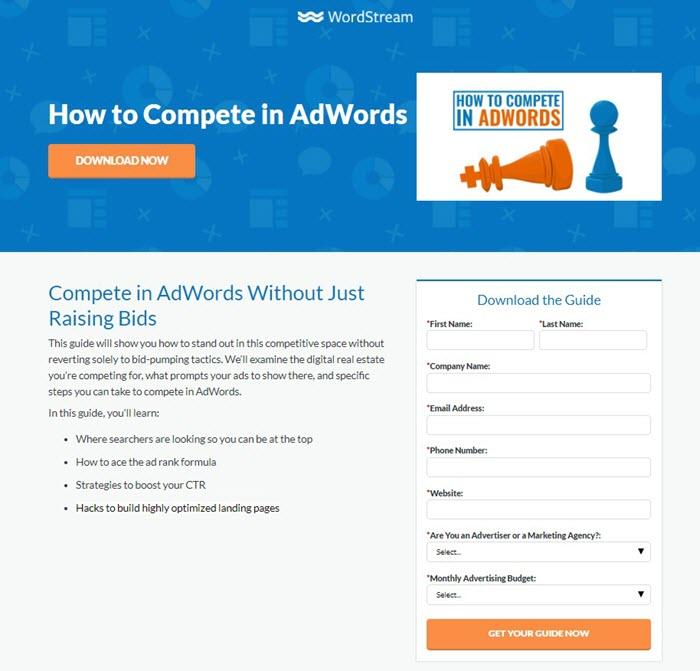 WordStream
How to Compete in AdWords
DOWNLOAD NOW
HOW TO COMPETE
IN ADWORDS
Compete in AdWords Without Just
Raising Bids
This guide will show you how to stand out in this competitive space without
reverting solely to bid-pumping tactics. We'll examine the digital real estate
you're competing for, what prompts your ads to show there, and specific
steps you can take to compete in AdWords.
In this guide, you'll learn:
• Where searchers are looking so you can be at the top
• How to ace the ad rank formula
• Strategies to boost your CTR
• Hacks to build highly optimized landing pages
Download the Guide
*First Name: *Last Name:
*Company Name:
*Email Address:
*Phone Number:
*Website:
*Are You an Advertiser or a Marketing Agency?:
Select...
*Monthly Advertising Budget:
Select...
GET YOUR GUIDE NOW